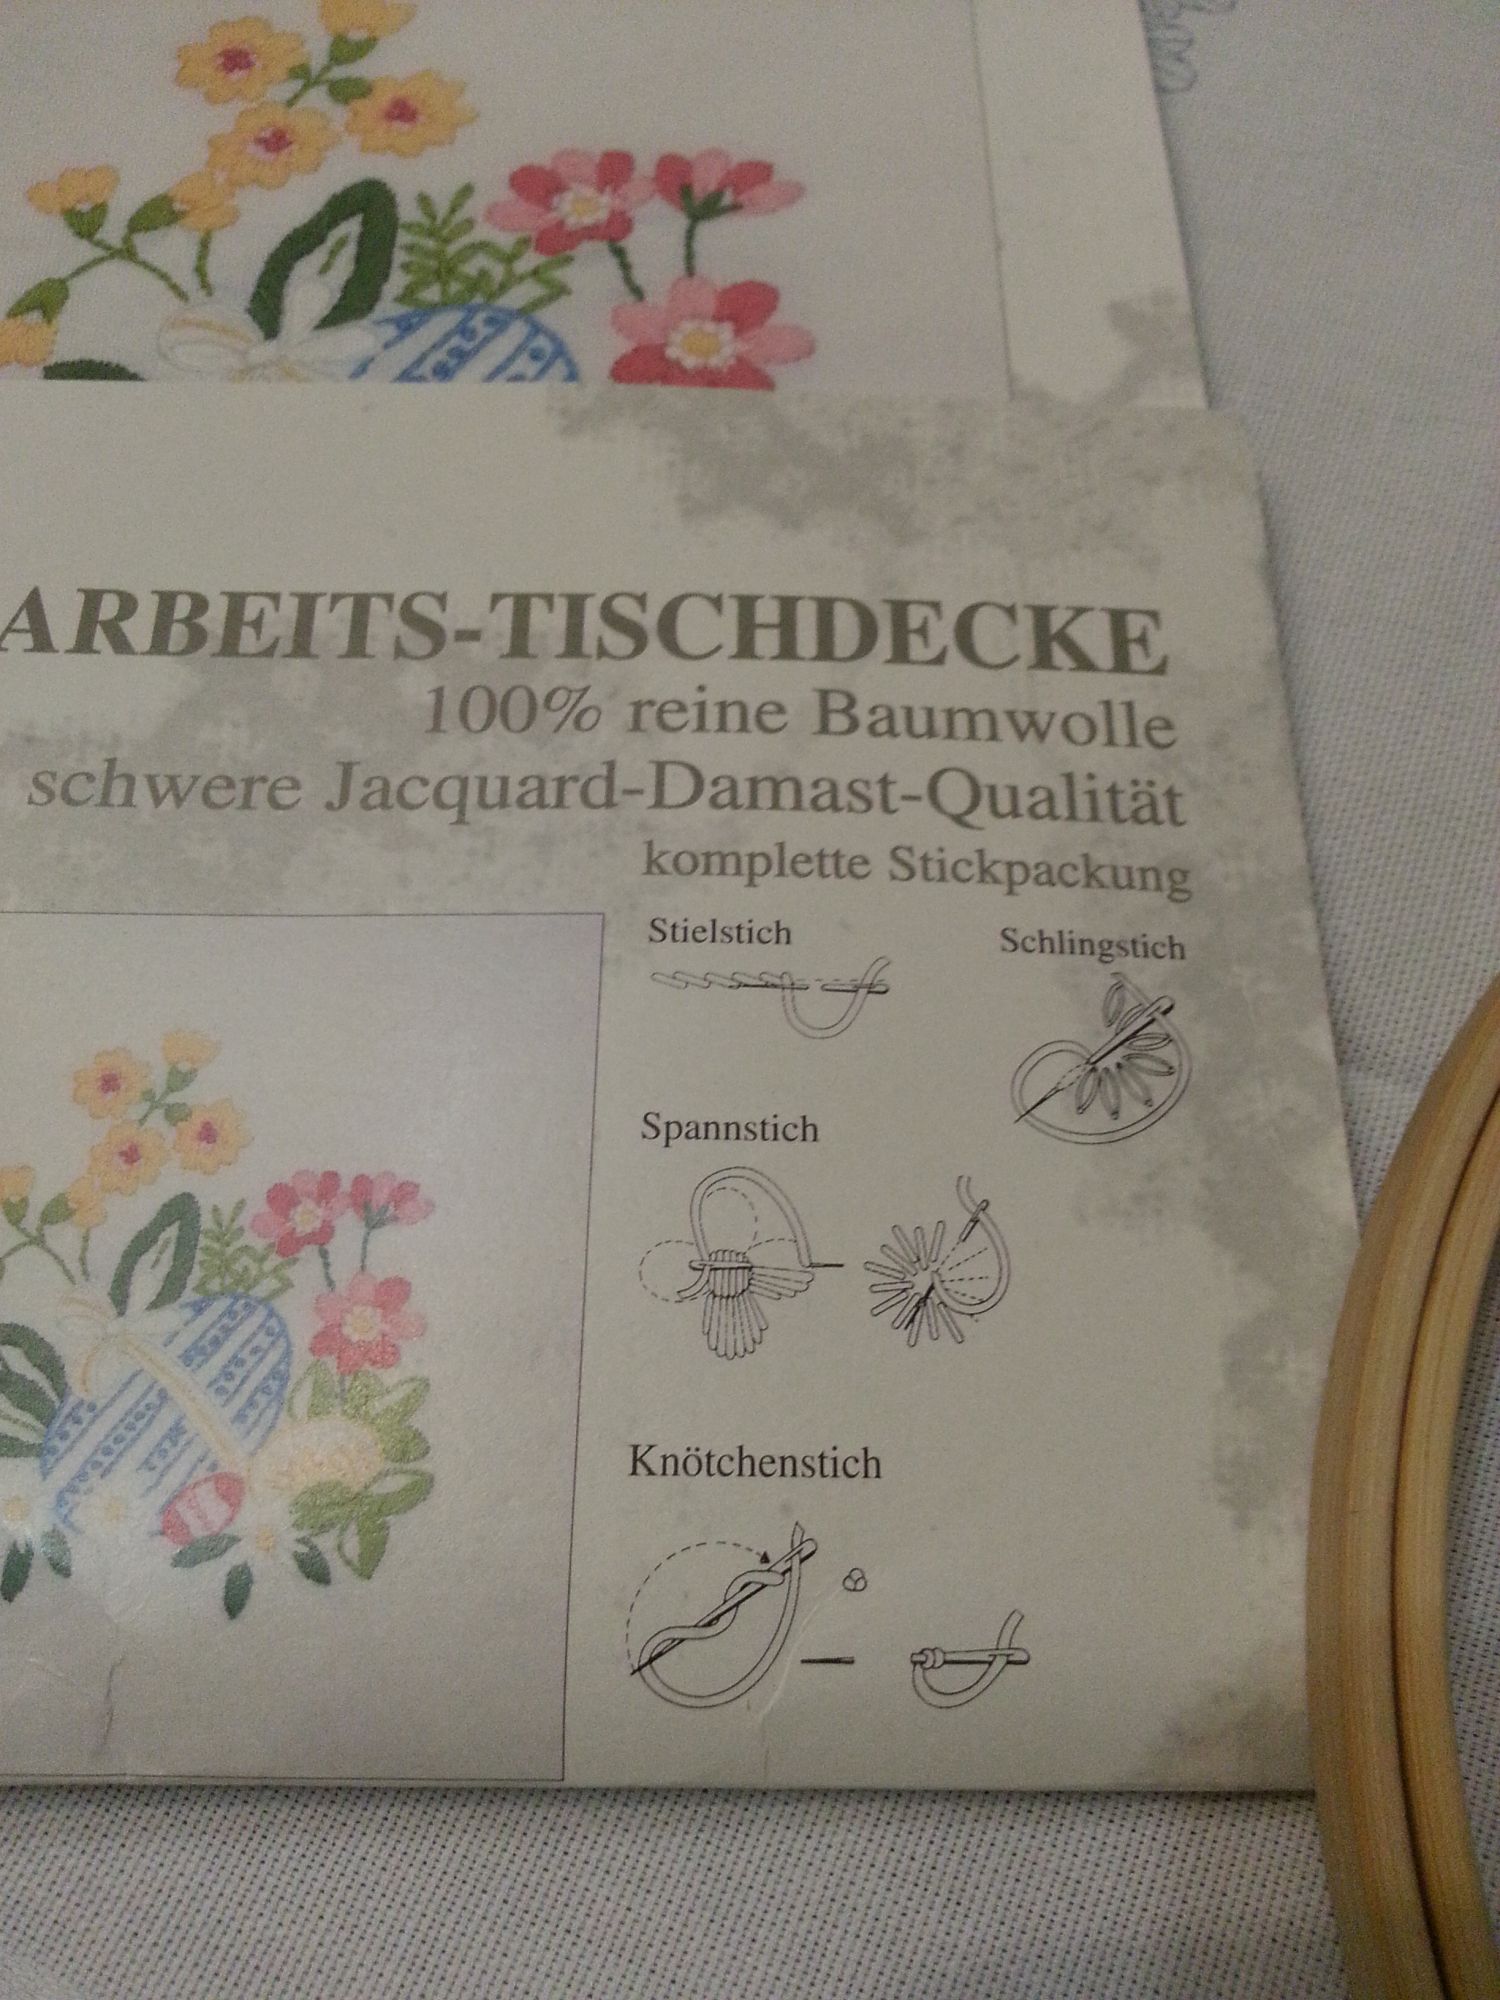 ARBEITS-TISCHDECKE
100% reine Baumwolle
schwere Jacquard-Damast-Qualität
komplette Stickpackung
Stielstich
Schlingstich
Spannstich
Knötchenstich